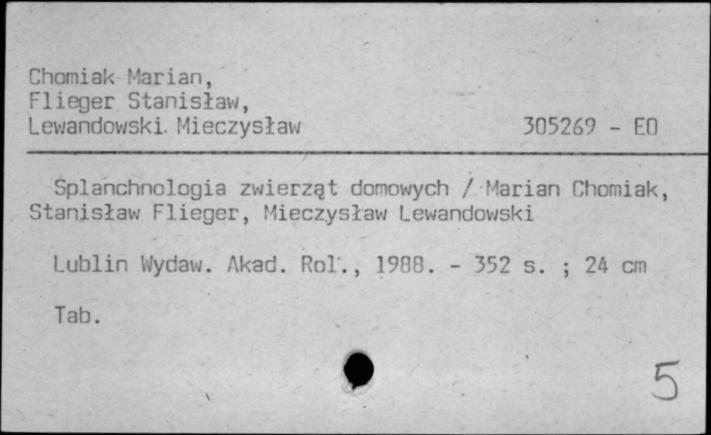 Chomiak Marian,
Flieger Stanisław,
Lewandowski Mieczysław 305269 - EO
Splanchnologia zwierząt domowych / Marian Chomiak,
Stanisław Flieger, Mieczysław Lewandowski
Lublin Wydaw. Akad. Rol., 1988. - 352 s. ; 24 cm
Tab.
5